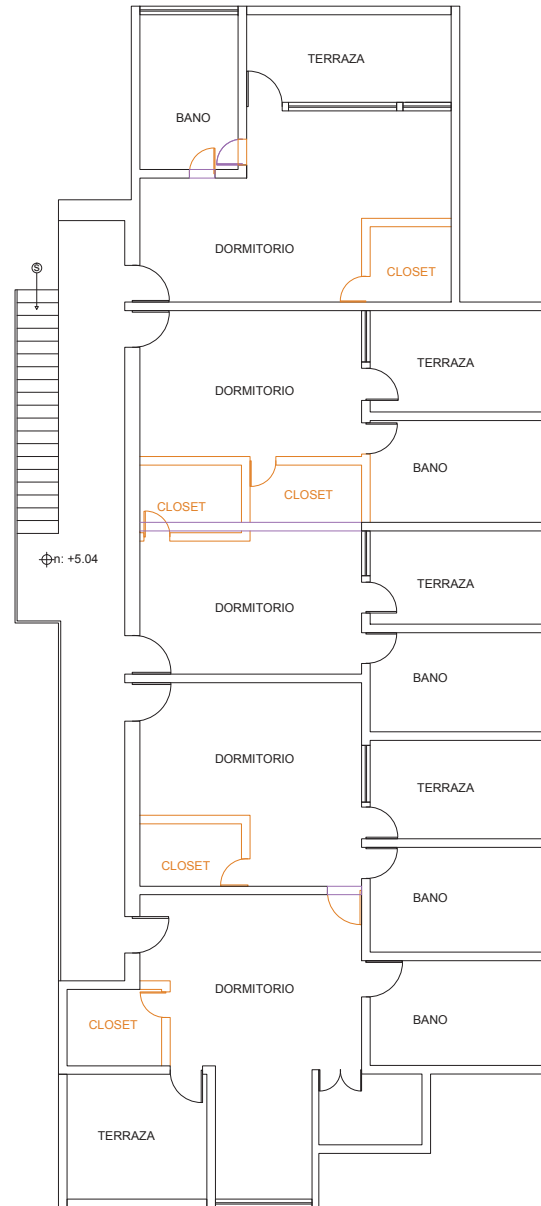 TERRAZA
BANO
DORMITORIO
CLOSET
S
DORMITORIO
TERRAZA
BANO
CLOSET
CLOSET
n: +5.04
TERRAZA
DORMITORIO
BANO
DORMITORIO
TERRAZA
CLOSET
BANO
DORMITORIO
CLOSET
BANO
TERRAZA